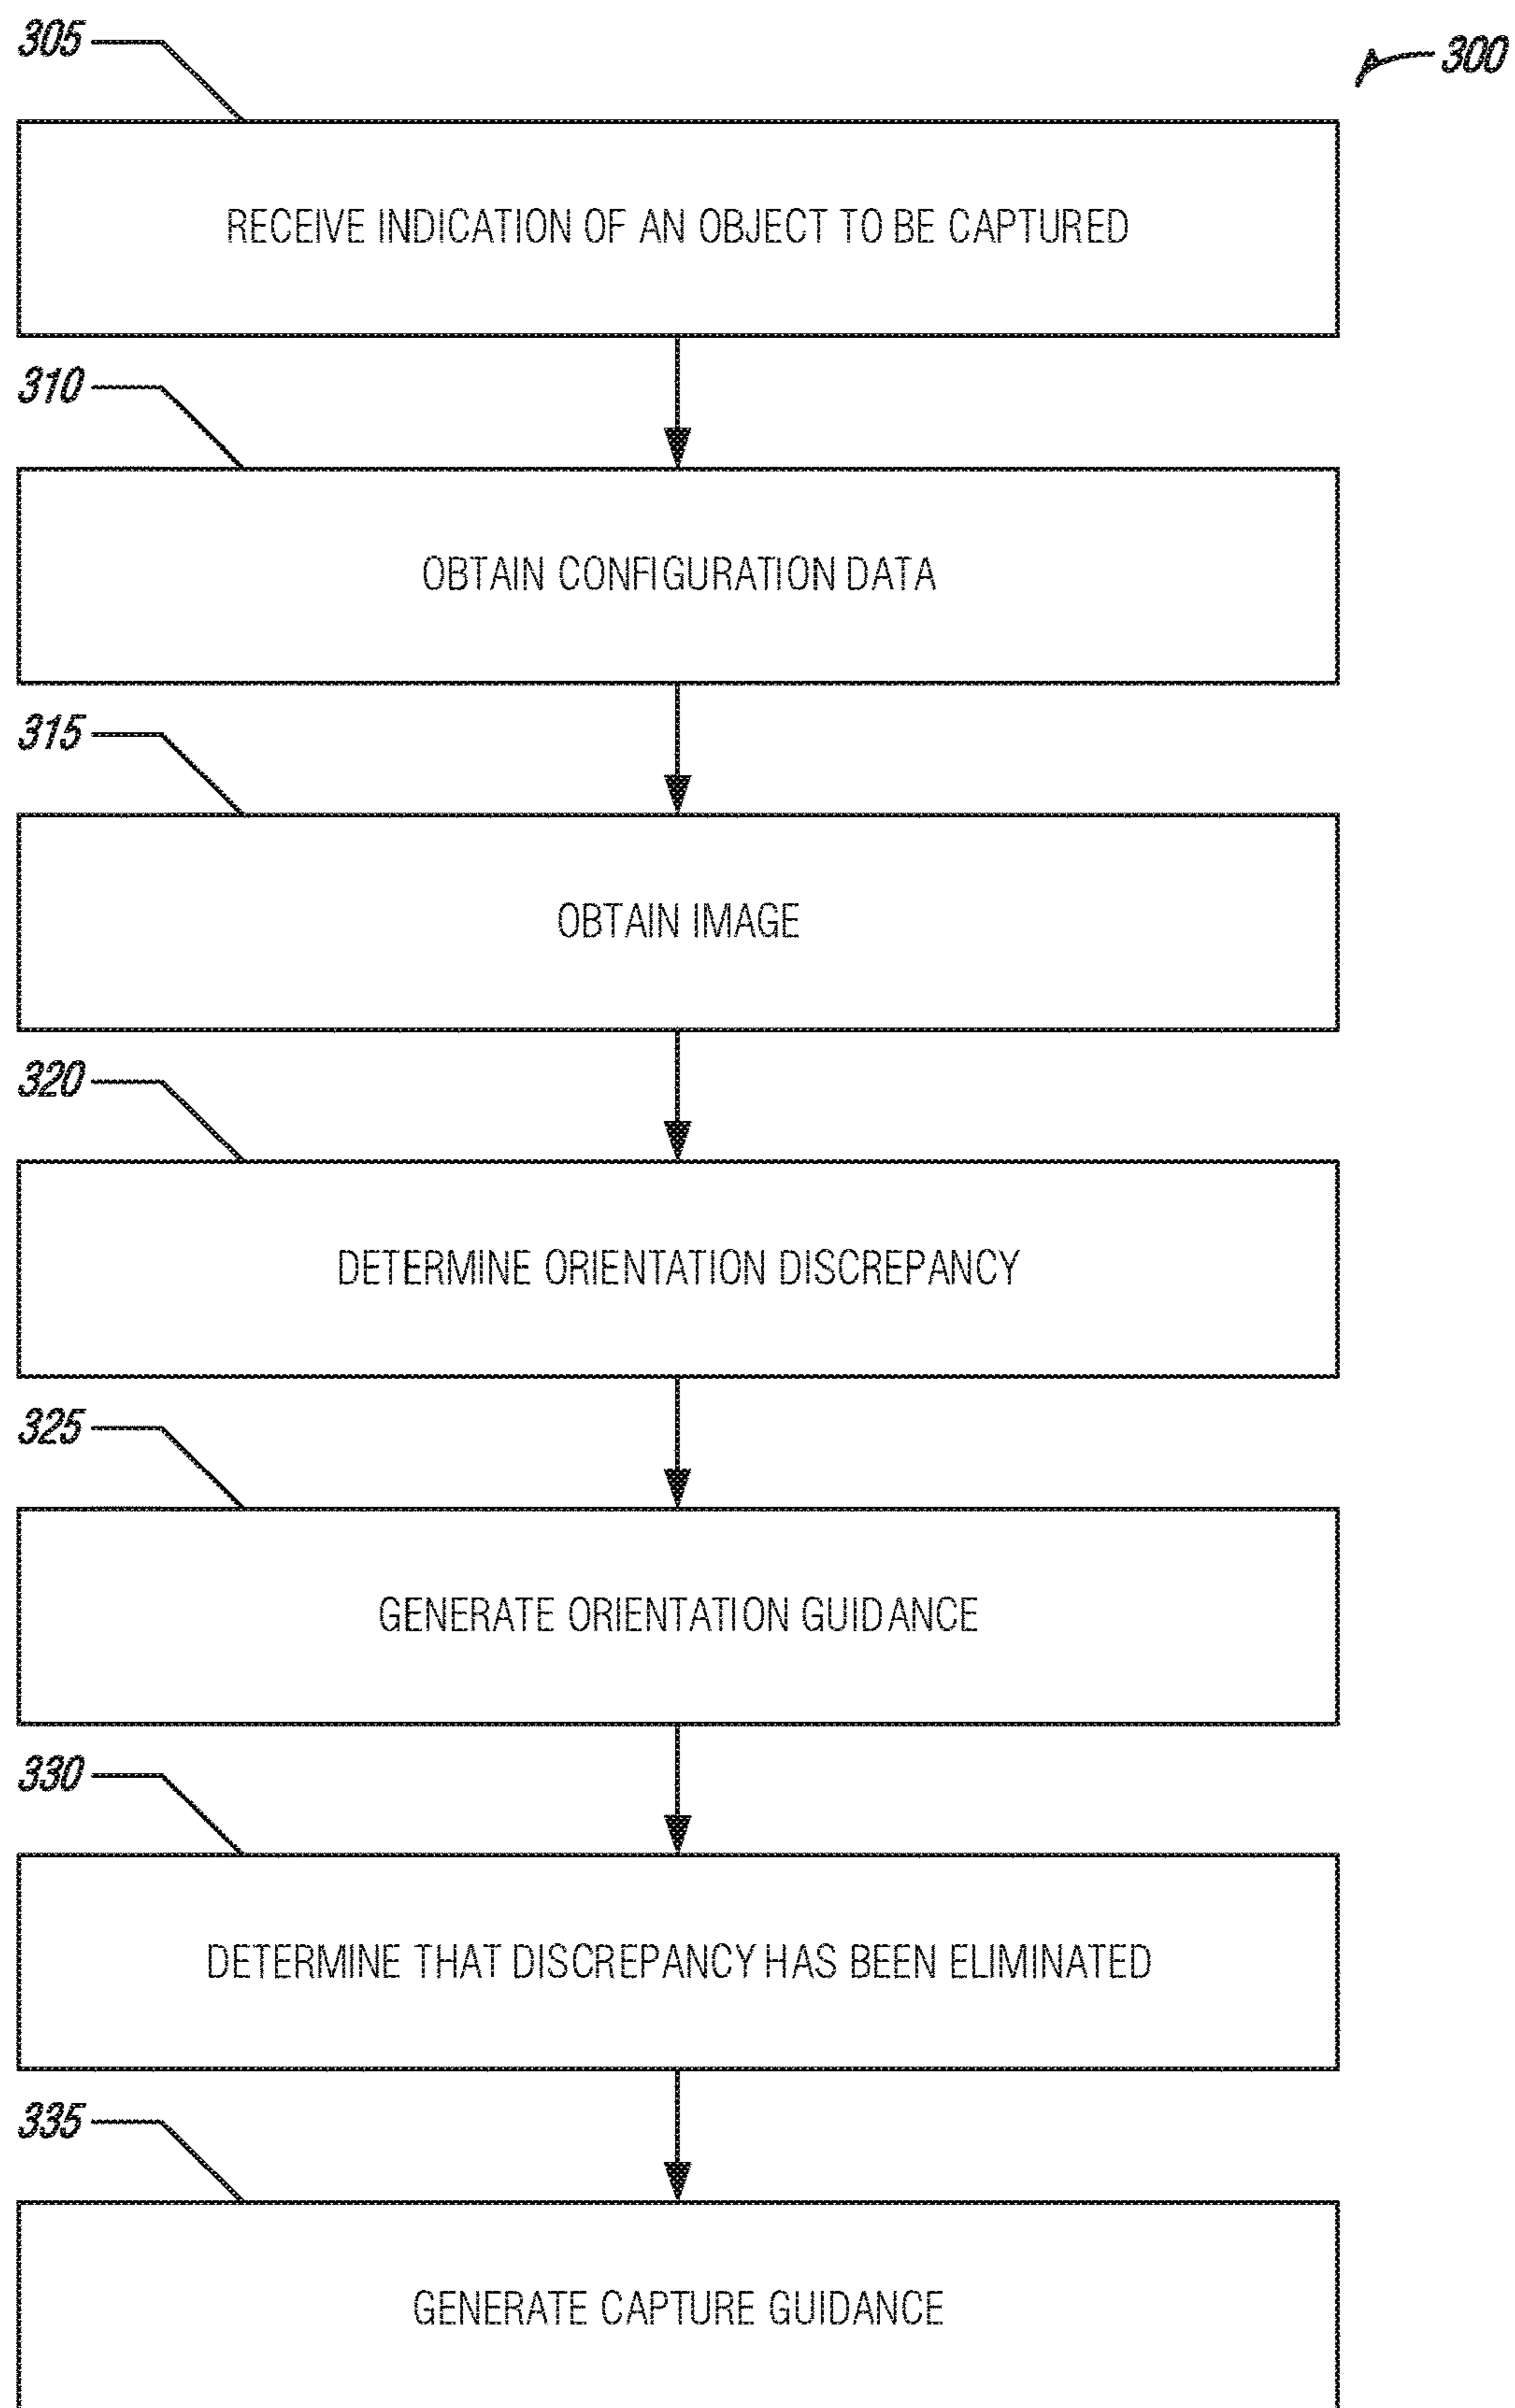 305
300
RECEIVE INDICATION OF AN OBJECT TO BE CAPTURED
310
OBTAIN CONFIGURATION DATA
315
OBTAIN IMAGE
320
DETERMINE ORIENTATION DISCREPANCY
325
GENERATE ORIENTATION GUIDANCE
330
DETERMINE THAT DISCREPANCY HAS BEEN ELIMINATED
335
GENERATE CAPTURE GUIDANCE